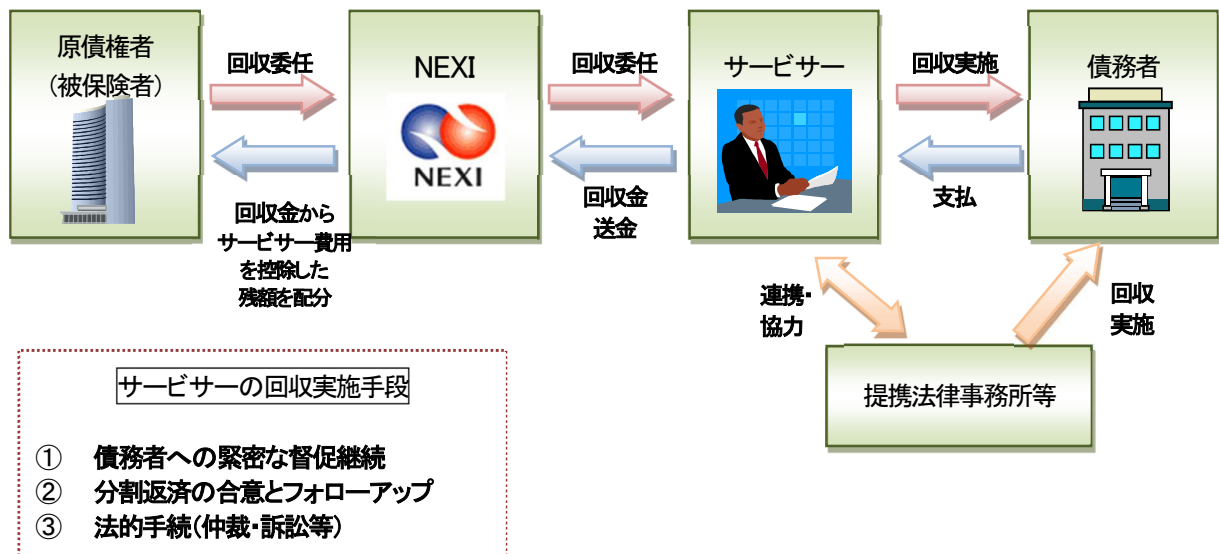 原債権者
（被保険者）
回収委任
NEXI
NEXI
回収委任
サービサー
回収実施
債務者
回収金から
サービサー費用
を控除した
残額を配分
回収金
送金
支払
連携・
協力
回収
実施
提携法律事務所等
サービサーの回収実施手段
① 債務者への緊密な督促継続
② 分割返済の合意とフォローアップ
③ 法的手続（仲裁・訴訟等）